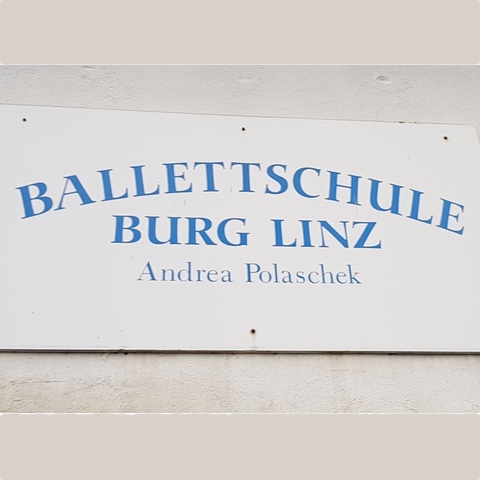 BALLETTSCHULE
BURG LINZ
Andrea Polaschek